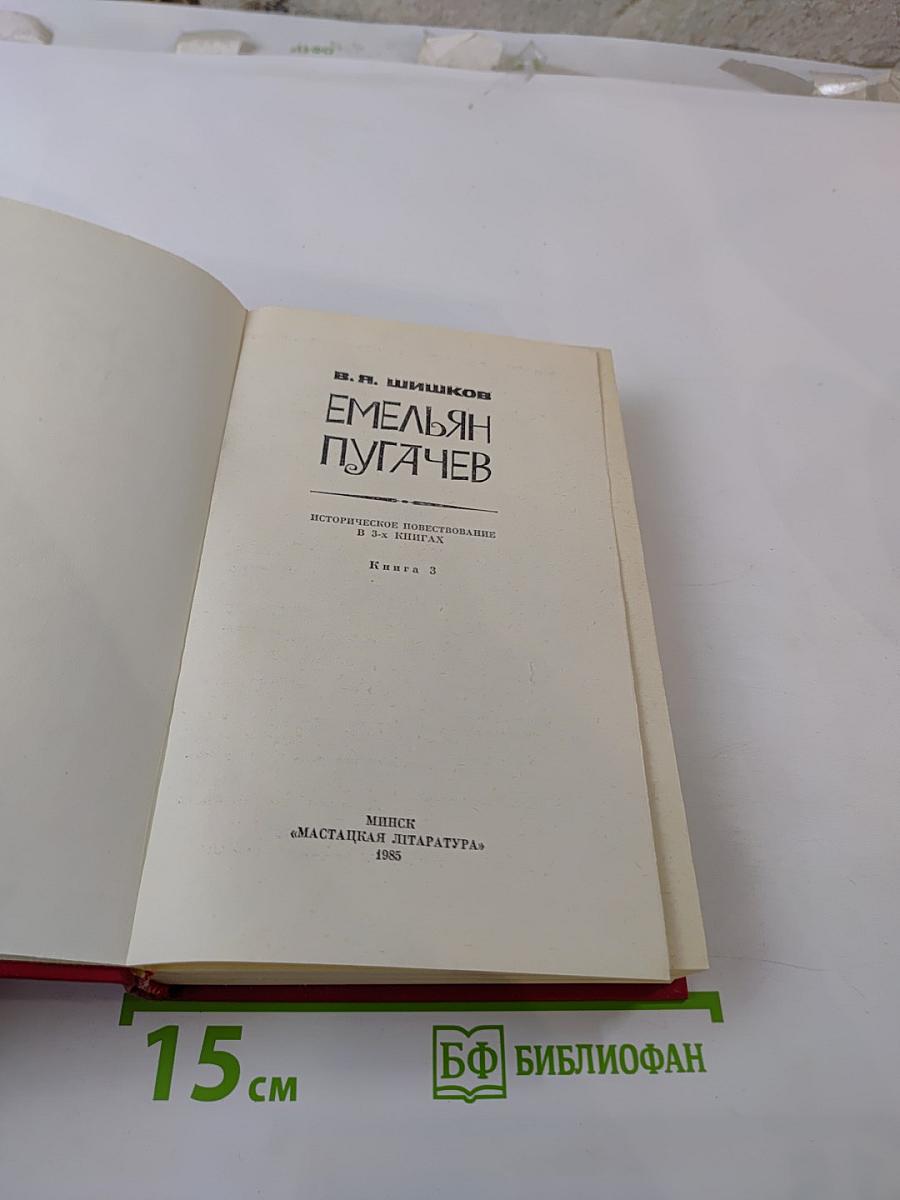 В. Я. ШИШКОВ
ЕМЕЛЬЯН
ПУГАЧЕВ
ИСТОРИЧЕСКОЕ ПОВЕСТВОВАНИЕ
В 3-х КНИГАХ
Книга 3
МИНСК
«МАСТАЦКАЯ ЛІТАРАТУРА»
1985
15 см
БФ БИБЛИОФАН